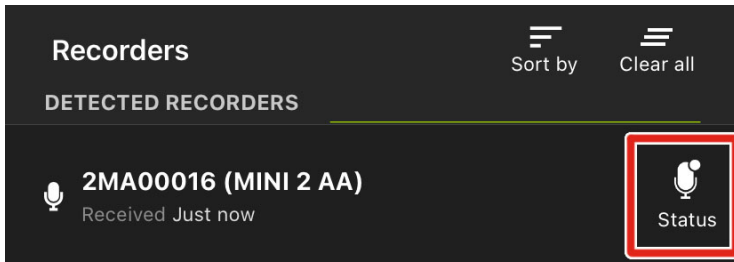 Recorders
Sort by
Clear all
DETECTED RECORDERS
2MA00016 (MINI 2 AA)
Received Just now
Status